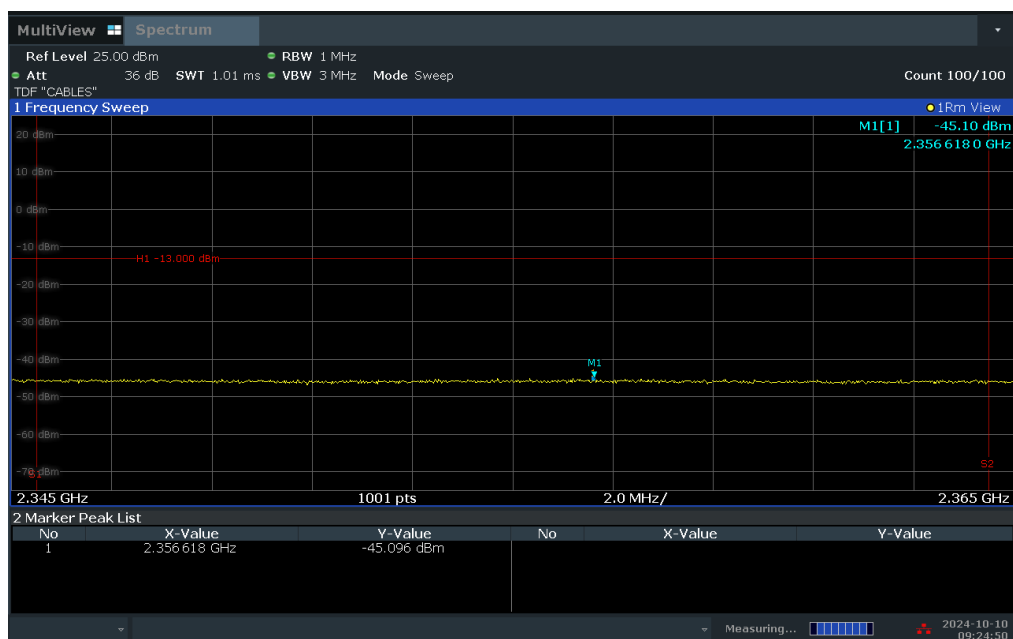 MultiView Spectrum
Ref Level 25.00 dBm RBW 1 MHz
Att 36 dB SWT 1.01 ms VBW 3 MHz Mode Sweep Count 100/100
TDF "CABLES"
1 Frequency Sweep 1Rm View
M1[1] -45.10 dBm
2.3566180 GHz
20 dBm
10 dBm
0 dBm
-10 dBm
H1 -13.000 dBm
-20 dBm
-30 dBm
-40 dBm
M1
-50 dBm
-60 dBm
S2
-70 dBm
S1
2.345 GHz 1001 pts 2.0 MHz/ 2.365 GHz
2 Marker Peak List
No X-Value Y-Value No X-Value Y-Value
1 2.356618 GHz -45.096 dBm
Measuring... 2024-10-10
09:24:50